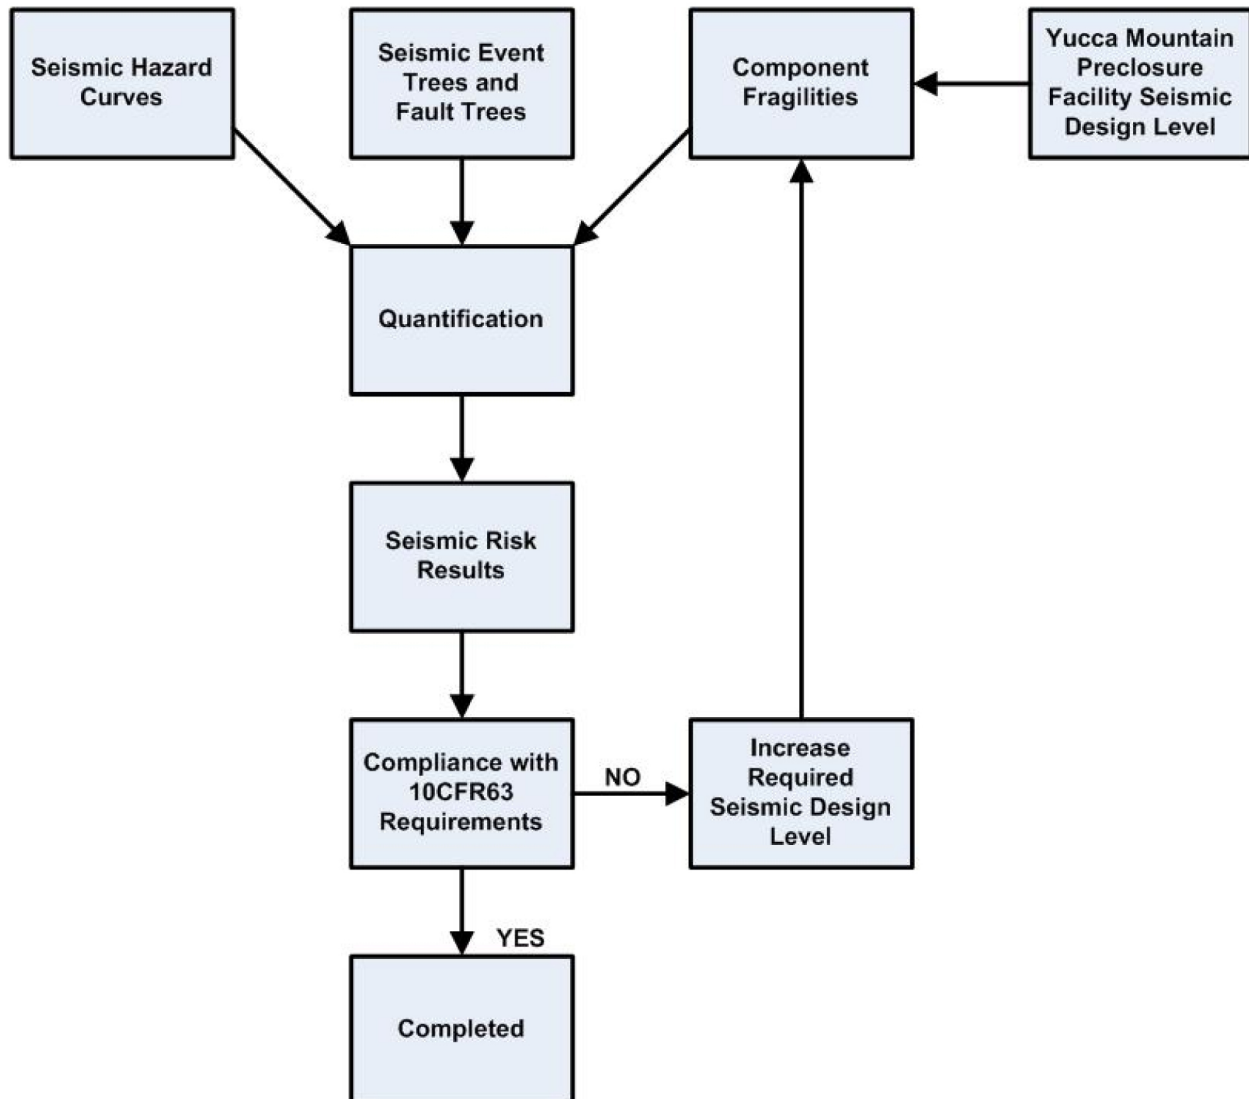 Seismic Hazard
Curves
Seismic Event
Trees and
Fault Trees
Component
Fragilities
Yucca Mountain
Preclosure
Facility Seismic
Design Level
Quantification
Seismic Risk
Results
Compliance with
10CFR63
Requirements
NO
Increase
Required
Seismic Design
Level
YES
Completed